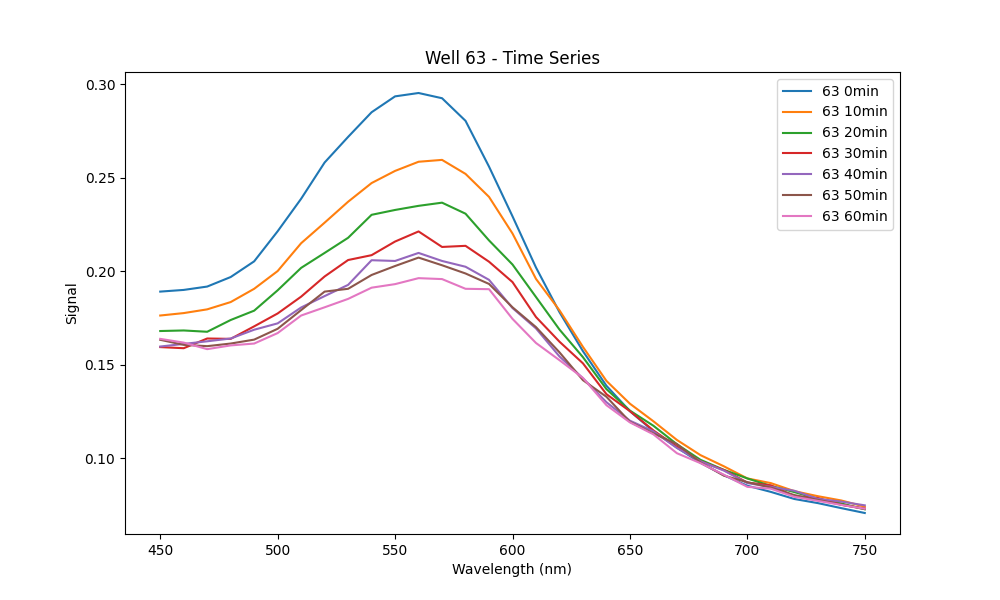 Well 63 - Time Series
Signal
0.30
0.25
0.20
0.15
0.10
450 500 550 600 650 700 750
Wavelength (nm)
63 0min
63 10min
63 20min
63 30min
63 40min
63 50min
63 60min